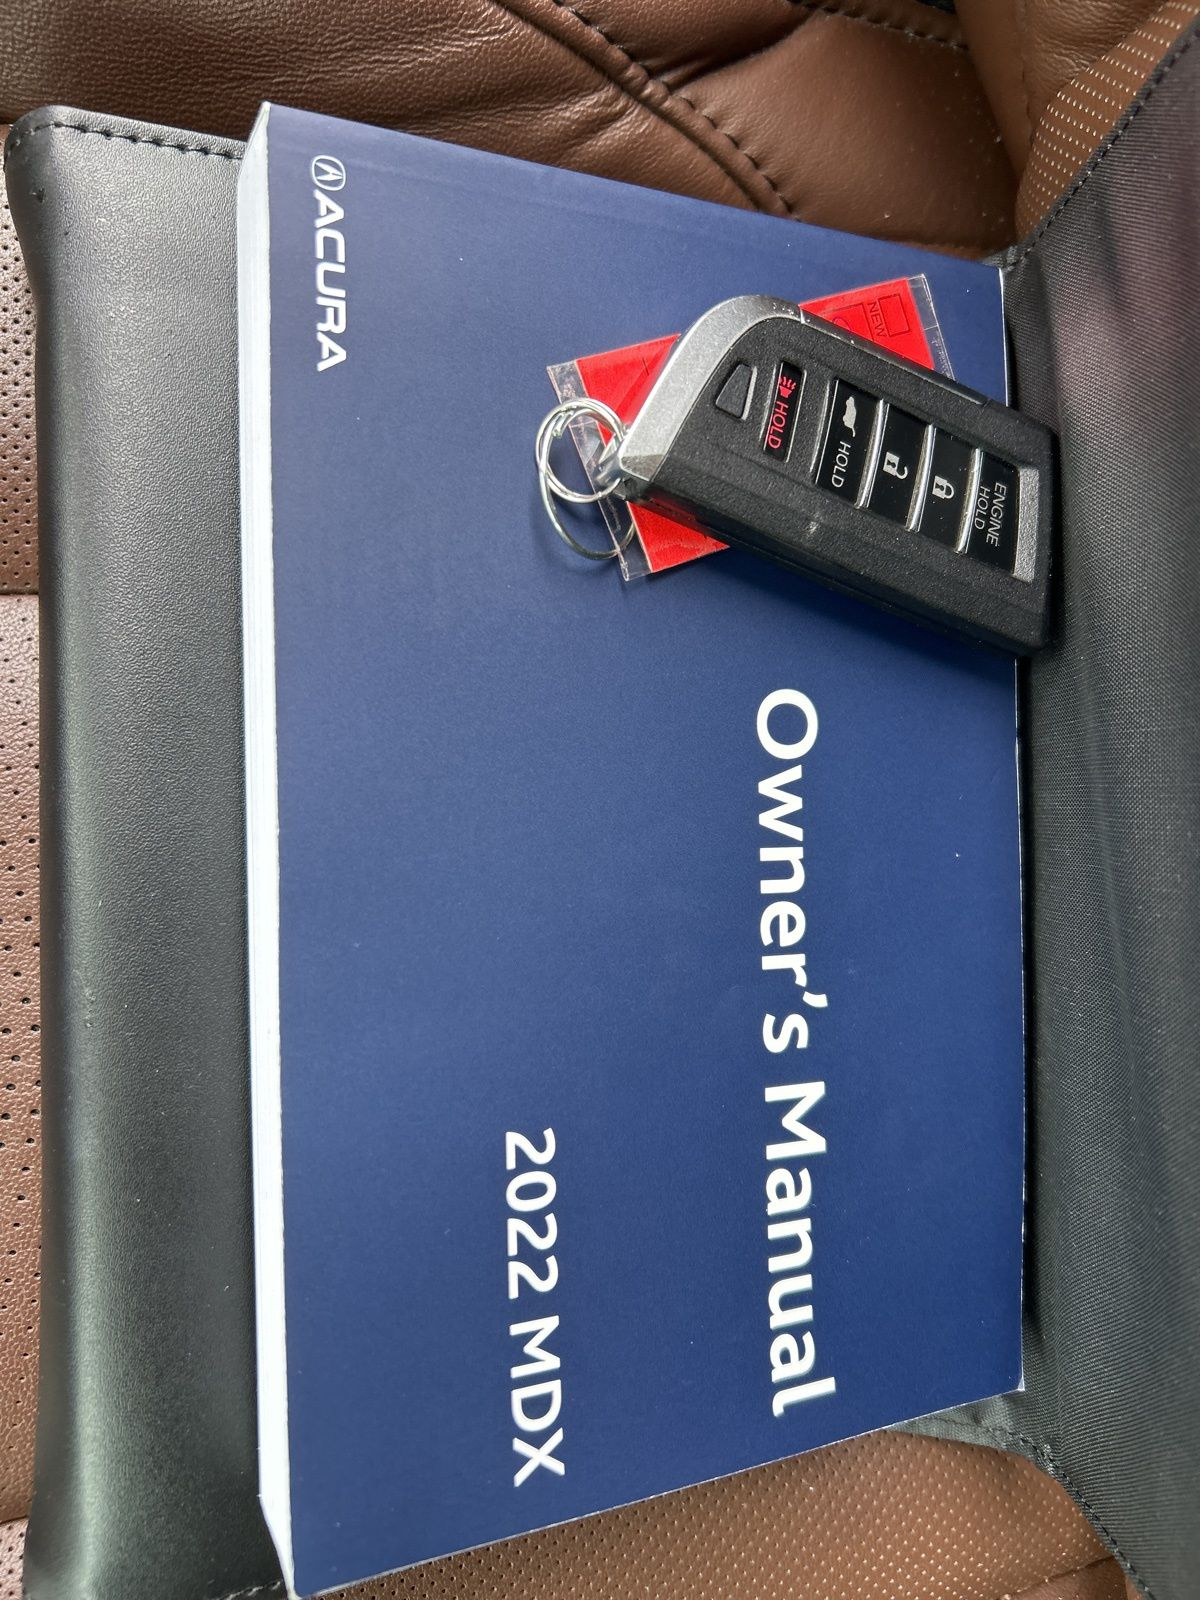 ACURA
NEW
HOLD
HOLD
ENGINE
HOLD
Owner's Manual
2022 MDX